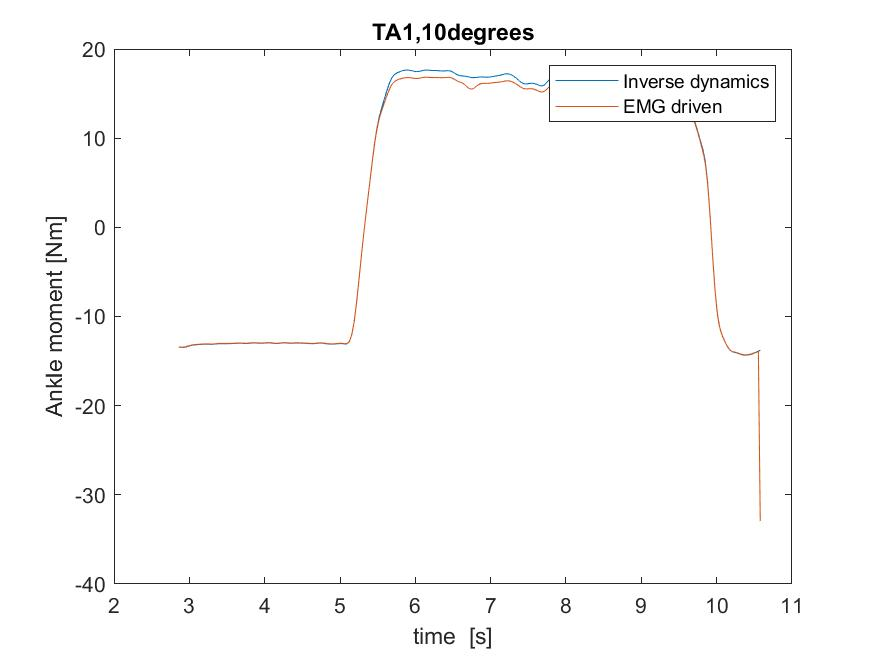 TA1,10degrees
20
10
0
-10
-20
-30
-40
Ankle moment [Nm]
Inverse dynamics
EMG driven
2 3 4 5 6 7 8 9 10 11
time [s]